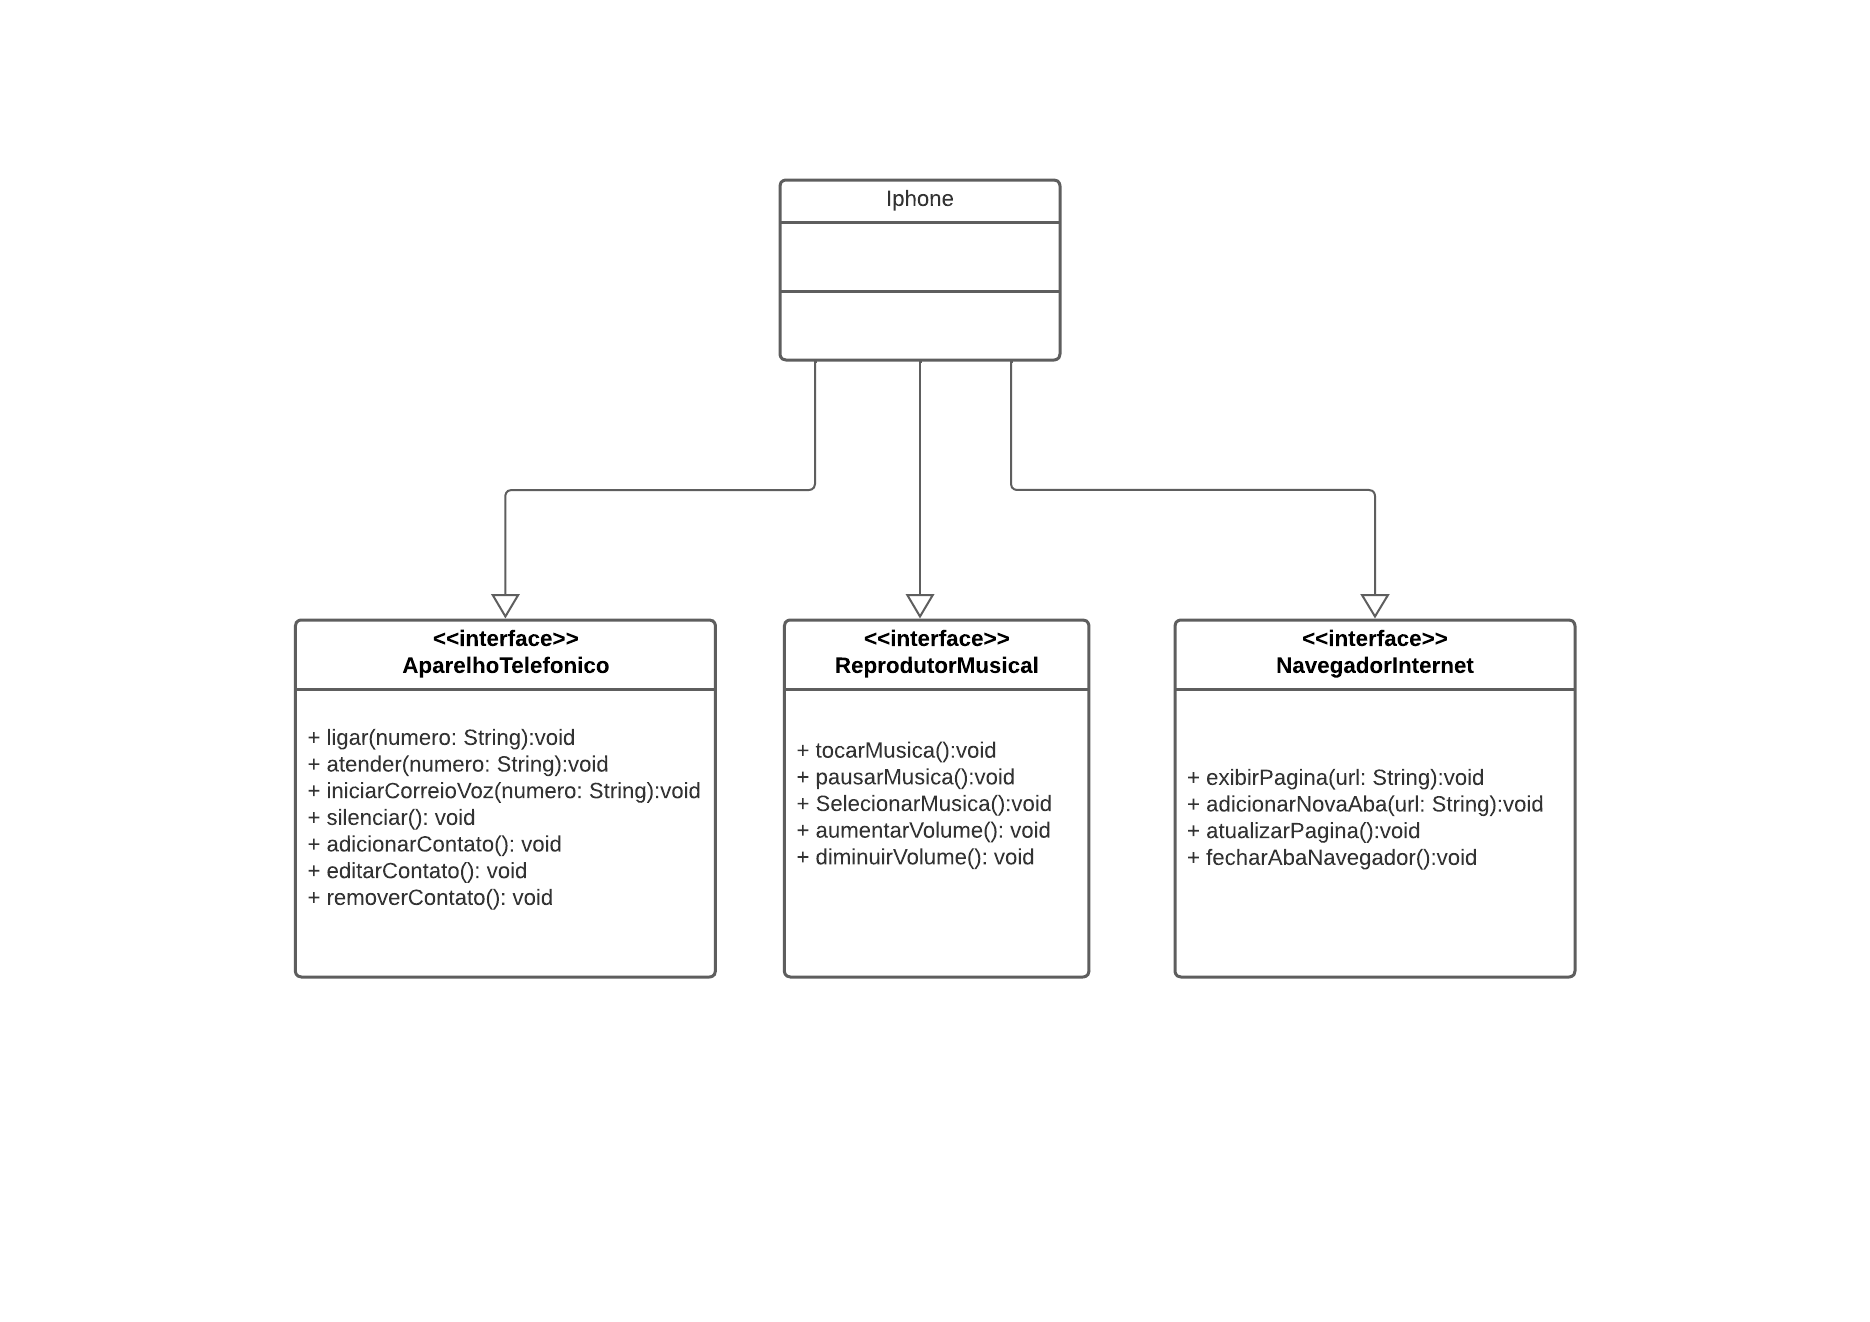 Iphone
<<interface>>
AparelhoTelefonico
+ ligar(numero: String):void
+ atender(numero: String):void
+ iniciarCorreioVoz(numero: String):void
+ silenciar(): void
+ adicionarContato(): void
+ editarContato(): void
+ removerContato(): void
<<interface>>
ReprodutorMusical
+ tocarMusica():void
+ pausarMusica():void
+ SelecionarMusica():void
+ aumentarVolume(): void
+ diminuirVolume(): void
<<interface>>
NavegadorInternet
+ exibirPagina(url: String):void
+ adicionarNovaAba(url: String):void
+ atualizarPagina():void
+ fecharAbaNavegador():void